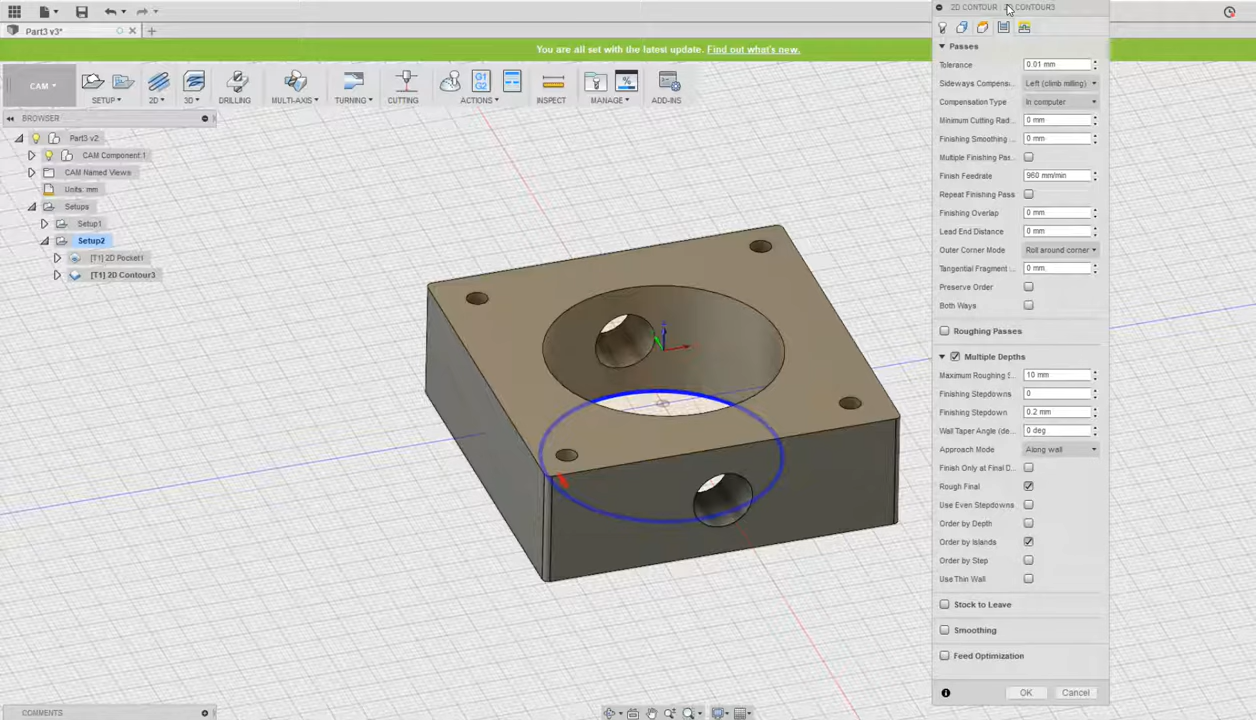 Part3 v3*
You are all set with the latest update. Find out what's new.
CAM
SETUP
2D
3D
DRILLING
MULTI-AXIS
TURNING
CUTTING
G1
G2
ACTIONS
INSPECT
MANAGE
ADD-INS
BROWSER
Part3 v2
CAM Component:1
CAM Named Views
Units: mm
Setups
Setup1
Setup2
[T1] 2D Pocket1
[T1] 2D Contour3
COMMENTS
2D CONTOUR : 2D CONTOUR3
Passes
Tolerance 0.01 mm
Sideways Compensi... Left (climb milling)
Compensation Type In computer
Minimum Cutting Rad... 0 mm
Finishing Smoothing 0 mm
Multiple Finishing Pas...
Finish Feedrate 960 mm/min
Repeat Finishing Pass
Finishing Overlap 0 mm
Lead End Distance 0 mm
Outer Corner Mode Roll around corner
Tangential Fragment 0 mm
Preserve Order
Both Ways
Roughing Passes
Multiple Depths
Maximum Roughing 10 mm
Finishing Stepdowns 0
Finishing Stepdown 0.2 mm
Wall Taper Angle (de... 0 deg
Approach Mode Along wall
Finish Only at Final D...
Rough Final
Use Even Stepdowns
Order by Depth
Order by Islands
Order by Step
Use Thin Wall
Stock to Leave
Smoothing
Feed Optimization
OK Cancel